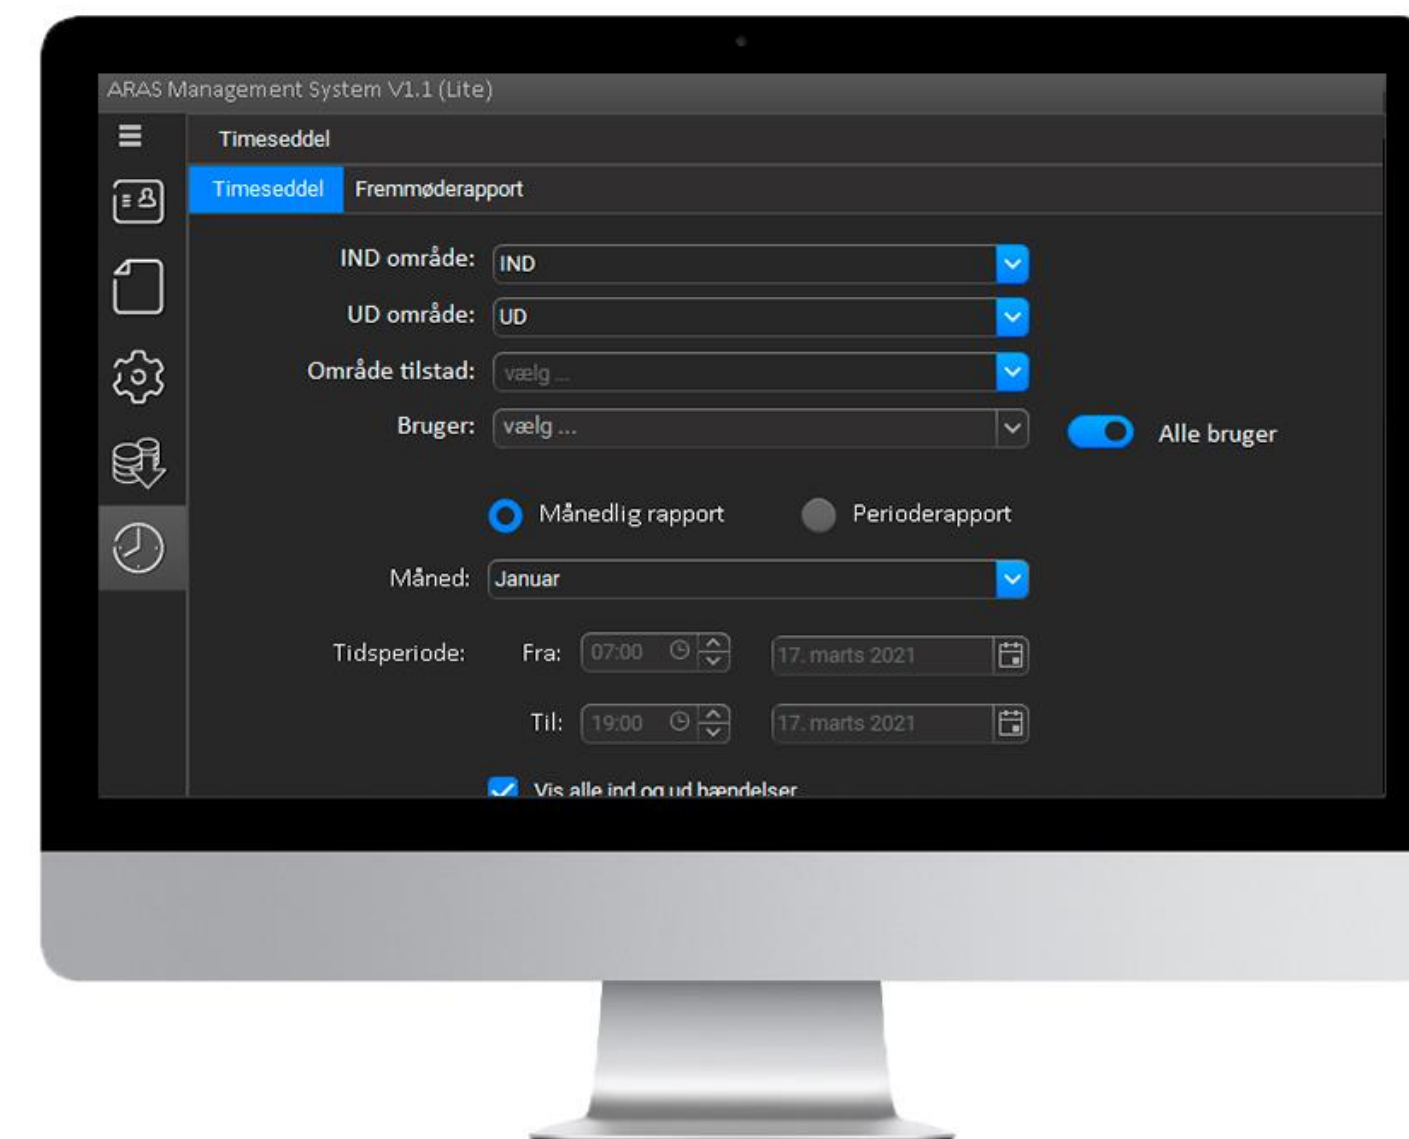 ARAS Management System V1.1 (Lite)
Timeseddel
Timeseddel Fremmøderapport
IND område: IND
UD område: UD
Område tilstad: vælg ...
Bruger: vælg ... Alle bruger
Månedlig rapport Perioderapport
Måned: Januar
Tidsperiode: Fra: 07:00 17. marts 2021
Til: 19:00 17. marts 2021
Vis alle ind og ud hændelser